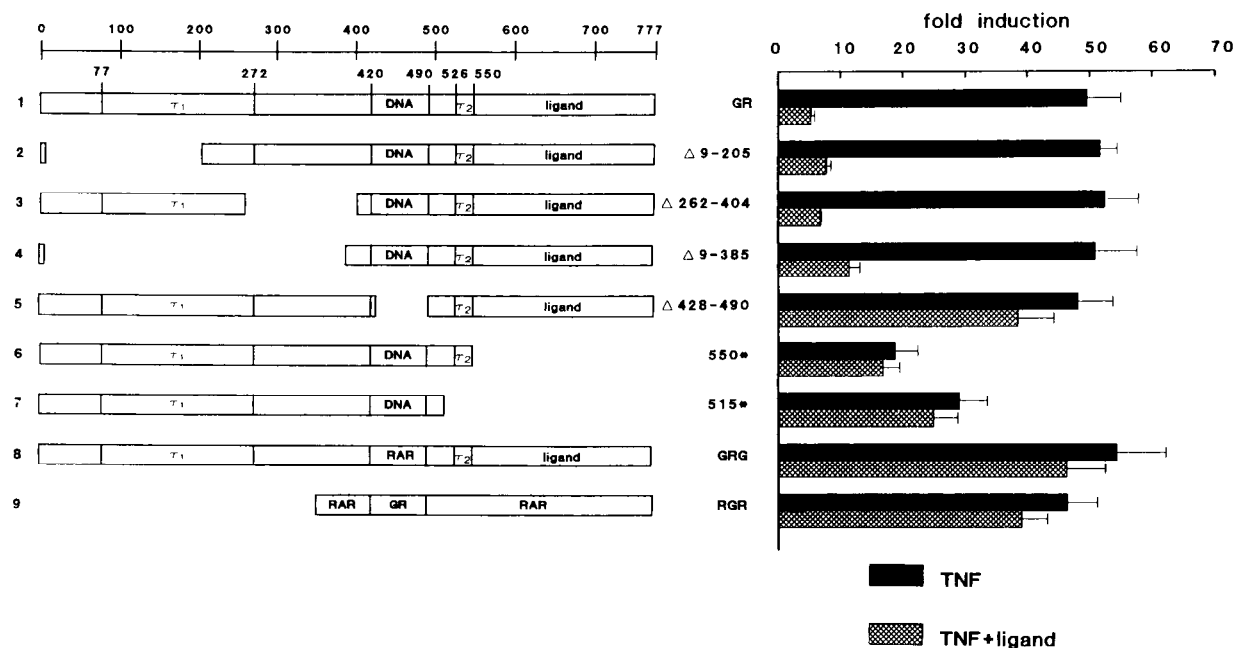 0 100 200 300 400 500 600 700 777
77 272 420 490 526 550
fold induction
0 10 20 30 40 50 60 70
1 τ1 DNA τ2 ligand GR
2 DNA τ2 ligand △ 9-205
3 τ1 DNA τ2 ligand △ 262-404
4 DNA τ2 ligand △ 9-385
5 τ1 τ2 ligand △ 428-490
6 τ1 DNA τ2 550*
7 τ1 DNA 515*
8 τ1 RAR τ2 ligand GRG
9 RAR GR RAR RGR
TNF
TNF+ligand